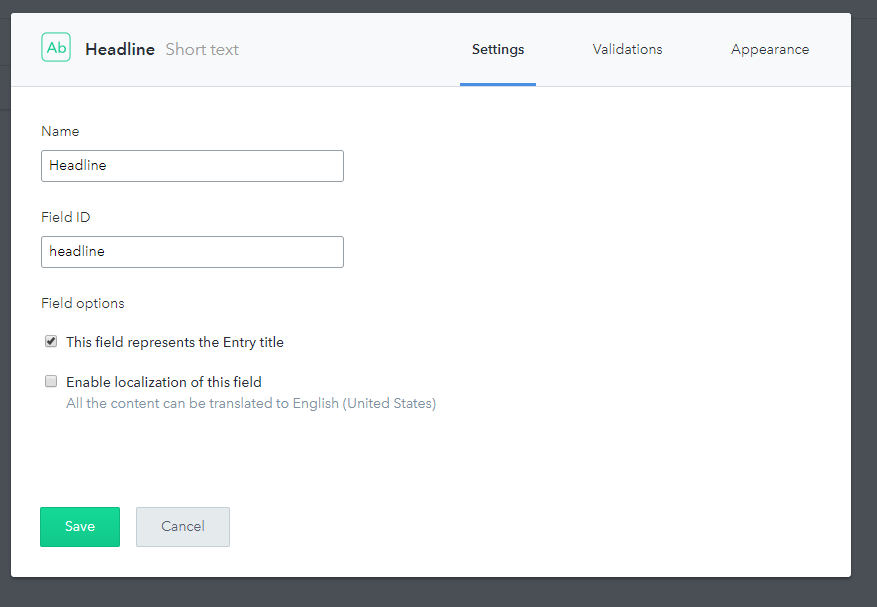 Ab Headline Short text Settings Validations Appearance
Name
Headline
Field ID
headline
Field options
This field represents the Entry title
Enable localization of this field
All the content can be translated to English (United States)
Save Cancel